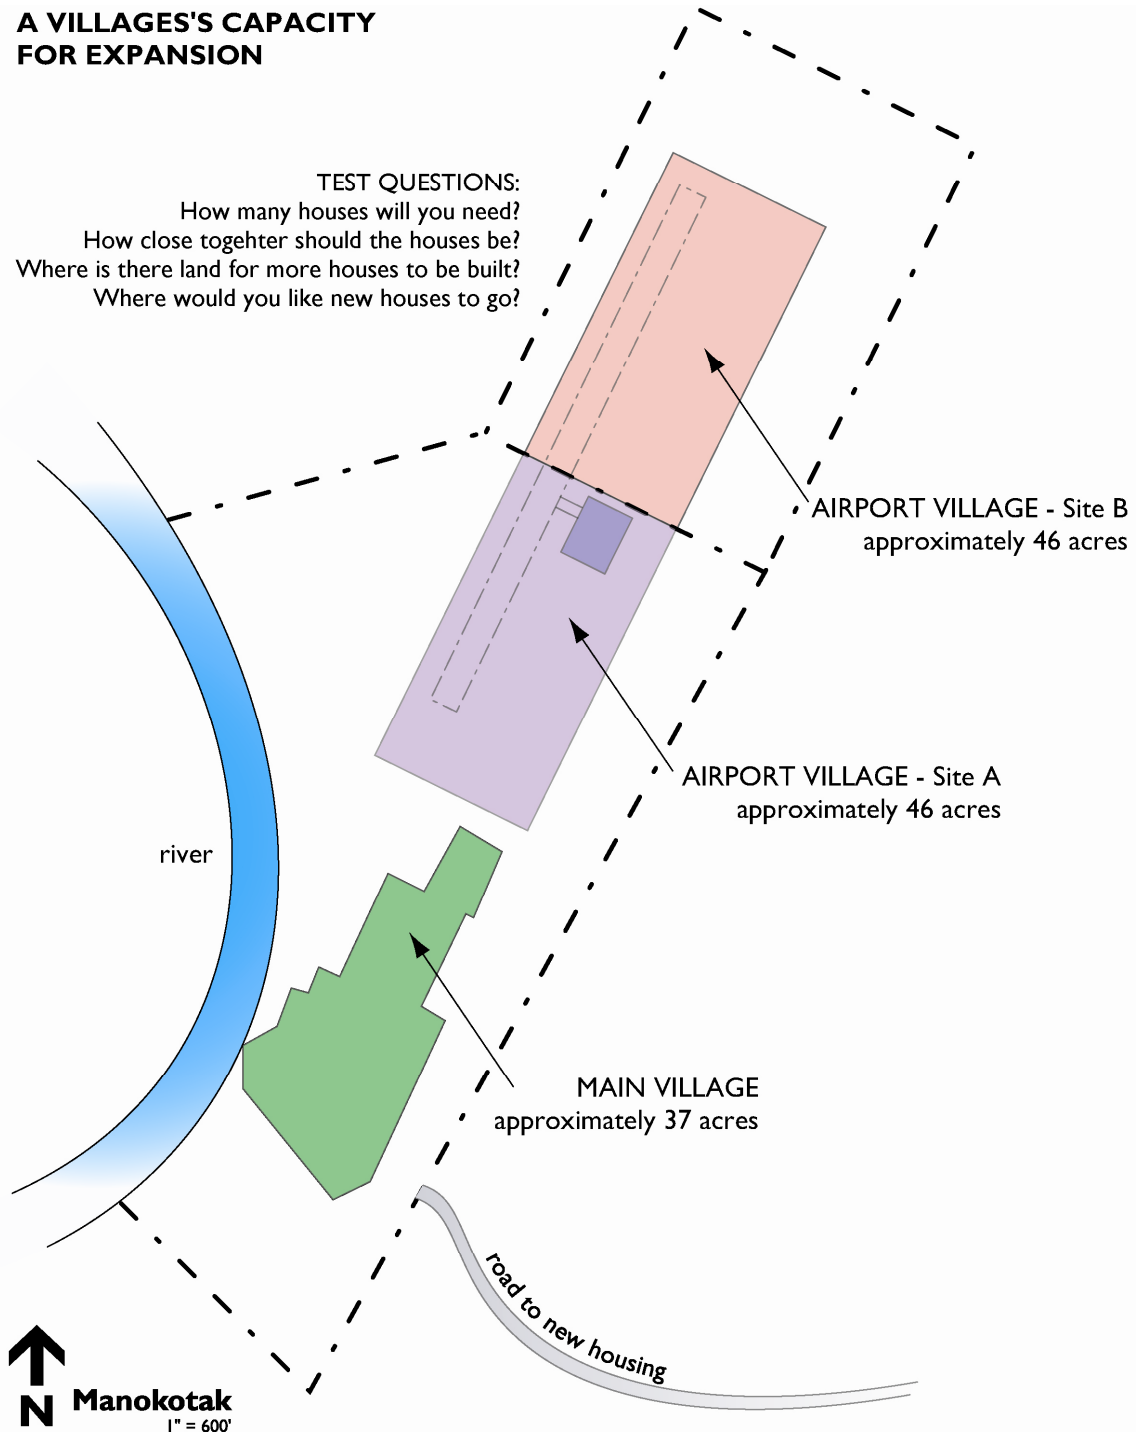 A VILLAGES'S CAPACITY
FOR EXPANSION
TEST QUESTIONS:
How many houses will you need?
How close togehter should the houses be?
Where is there land for more houses to be built?
Where would you like new houses to go?
AIRPORT VILLAGE - Site B
approximately 46 acres
AIRPORT VILLAGE - Site A
approximately 46 acres
river
MAIN VILLAGE
approximately 37 acres
road to new housing
N
Manokotak
1" = 600'